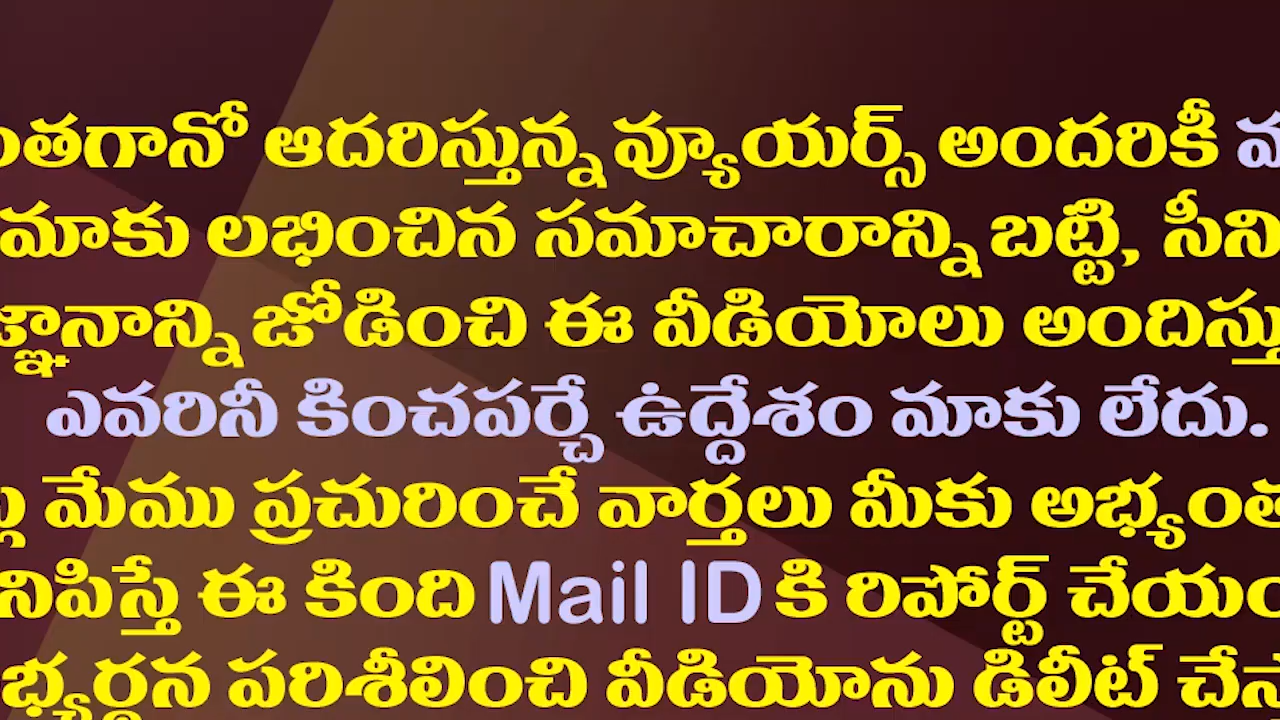 ంతగానో ఆదరిస్తున్న వ్యూయర్స్ అందరికీ
మాకు లభించిన సమాచారాన్ని బట్టి, సీని
జ్ఞానాన్ని జోడించి ఈ వీడియోలు అందిస్తు
ఎవరినీ కించపర్చే ఉద్దేశం మాకు లేదు.
మేము ప్రచురించే వార్తలు మీకు అభ్యంత
నిపిస్తే ఈ కింది Mail ID కి రిపోర్ట్ చేయం
భ్యర్థన పరిశీలించి వీడియోను డిలీట్ చేస